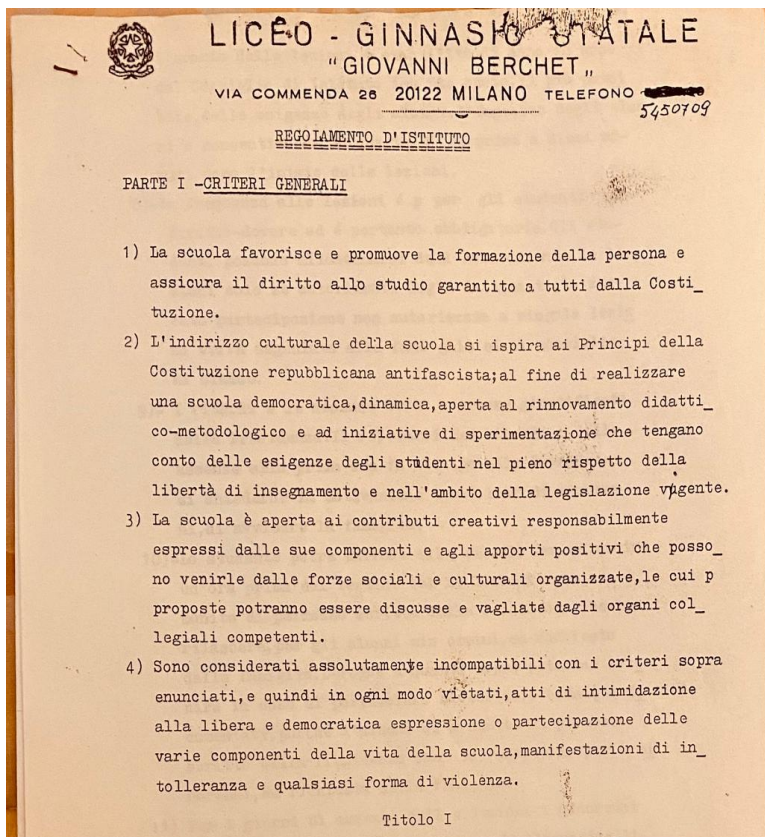 LICEO - GINNASIO STATALE
"GIOVANNI BERCHET"
VIA COMMENDA 26 20122 MILANO TELEFONO
5450709
REGOLAMENTO D'ISTITUTO
PARTE I -CRITERI GENERALI
1) La scuola favorisce e promuove la formazione della persona e
assicura il diritto allo studio garantito a tutti dalla Costi_
tuzione.
2) L'indirizzo culturale della scuola si ispira ai Principi della
Costituzione repubblicana antifascista;al fine di realizzare
una scuola democratica,dinamica,aperta al rinnovamento didatti_
co-metodologico e ad iniziative di sperimentazione che tengano
conto delle esigenze degli studenti nel pieno rispetto della
libertà di insegnamento e nell'ambito della legislazione vigente.
3) La scuola è aperta ai contributi creativi responsabilmente
espressi dalle sue componenti e agli apporti positivi che posso_
no venirle dalle forze sociali e culturali organizzate,le cui p
proposte potranno essere discusse e vagliate dagli organi col_
legiali competenti.
4) Sono considerati assolutamente incompatibili con i criteri sopra
enunciati,e quindi in ogni modo vietati,atti di intimidazione
alla libera e democratica espressione o partecipazione delle
varie componenti della vita della scuola,manifestazioni di in_
tolleranza e qualsiasi forma di violenza.
Titolo I